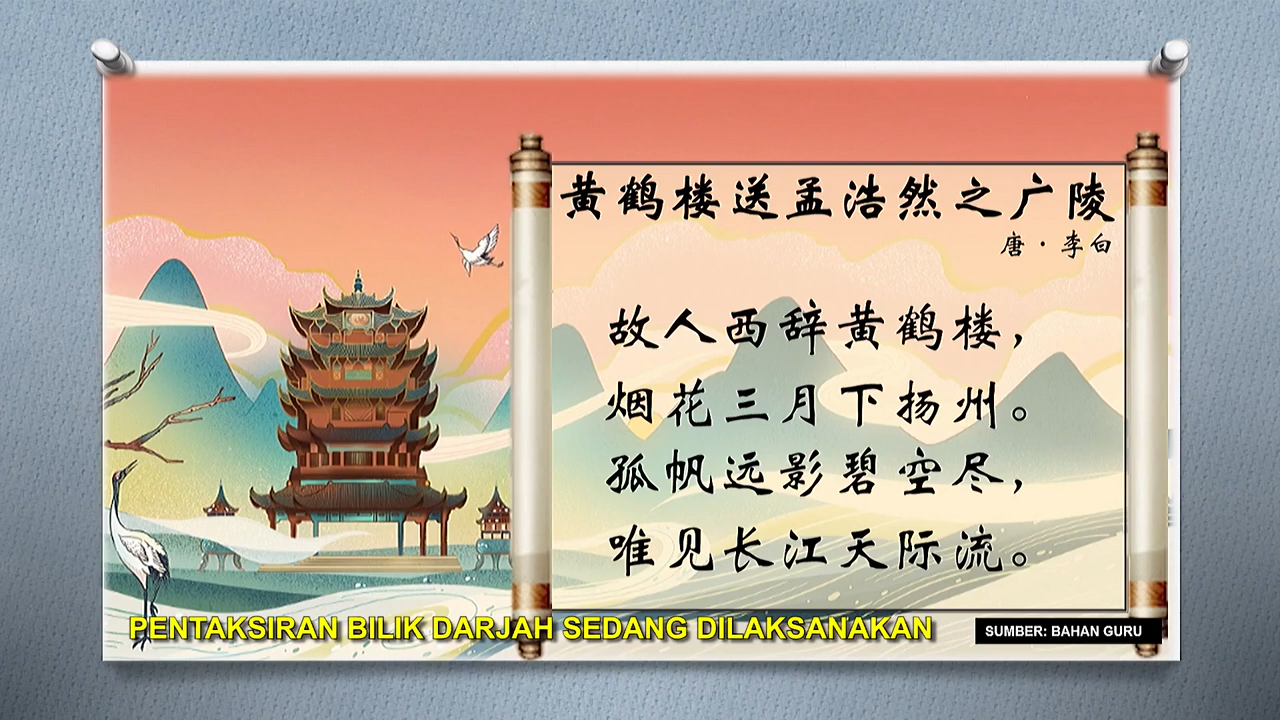 黄鹤楼送孟浩然之广陵
唐·李白
故人西辞黄鹤楼，
烟花三月下扬州。
孤帆远影碧空尽，
唯见长江天际流。
PENTAKSIRAN BILIK DARJAH SEDANG DILAKSANAKAN
SUMBER: BAHAN GURU